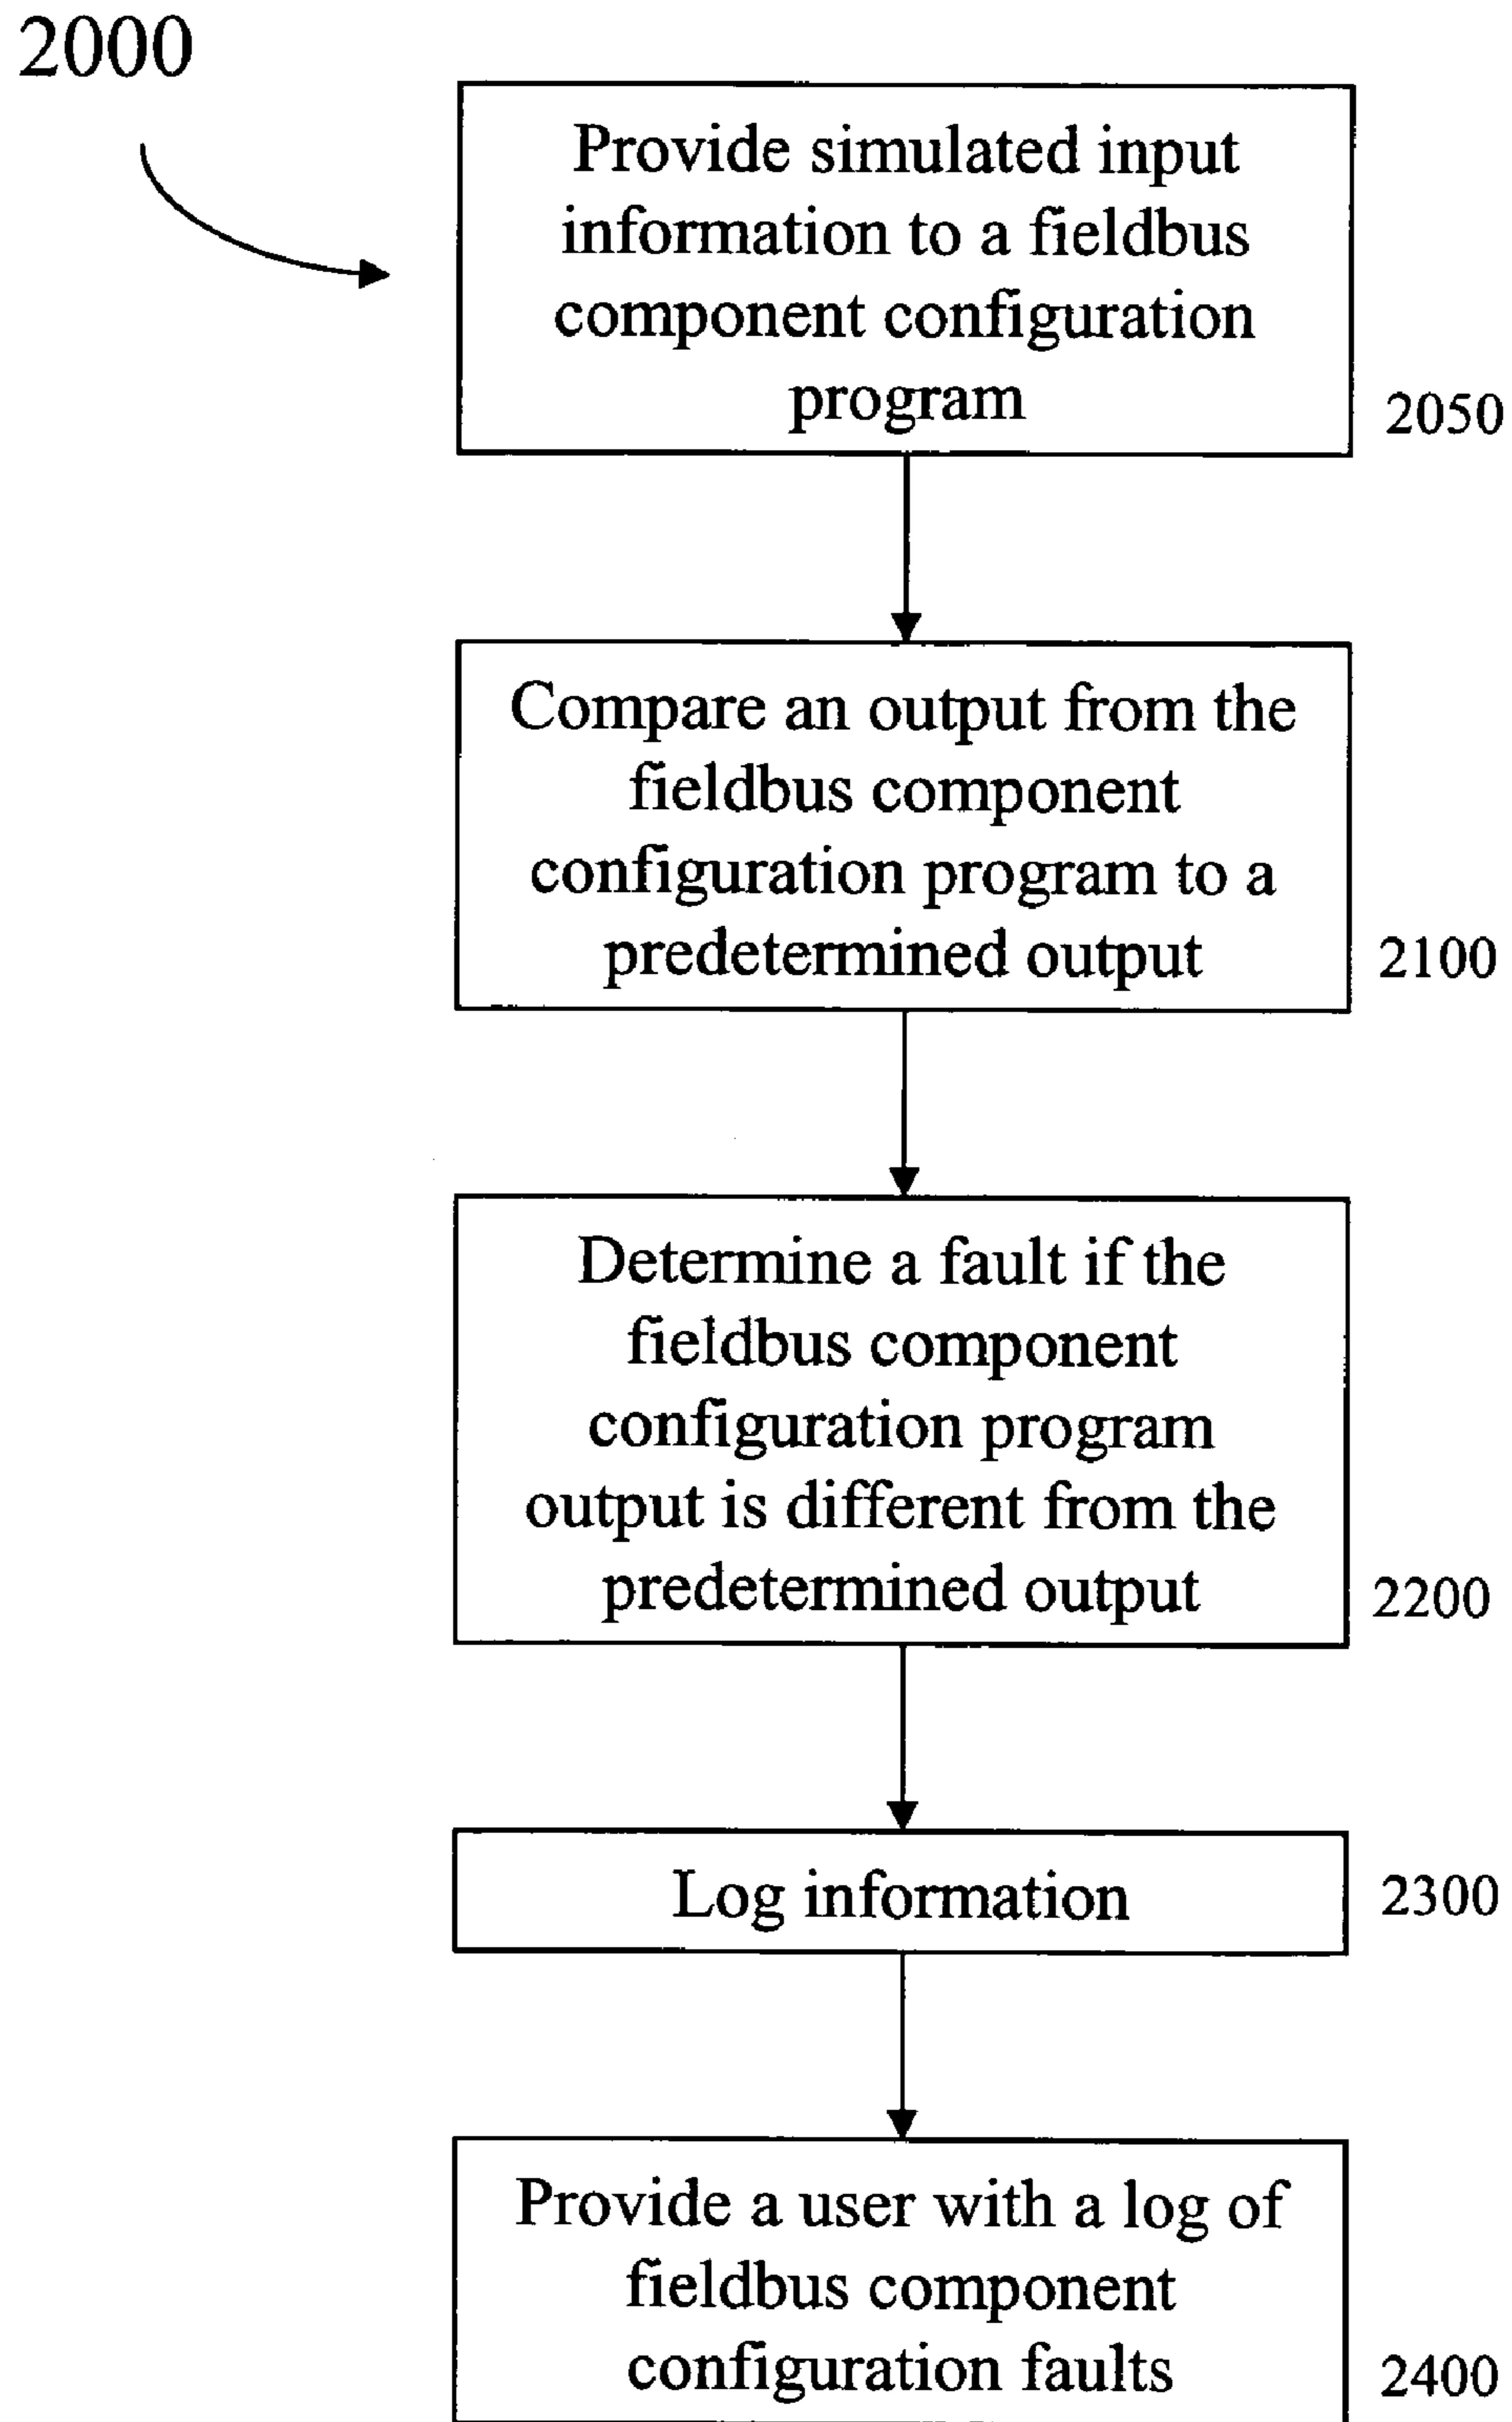 2000
Provide simulated input
information to a fieldbus
component configuration
program
2050
Compare an output from the
fieldbus component
configuration program to a
predetermined output
2100
Determine a fault if the
fieldbus component
configuration program
output is different from the
predetermined output
2200
Log information
2300
Provide a user with a log of
fieldbus component
configuration faults
2400